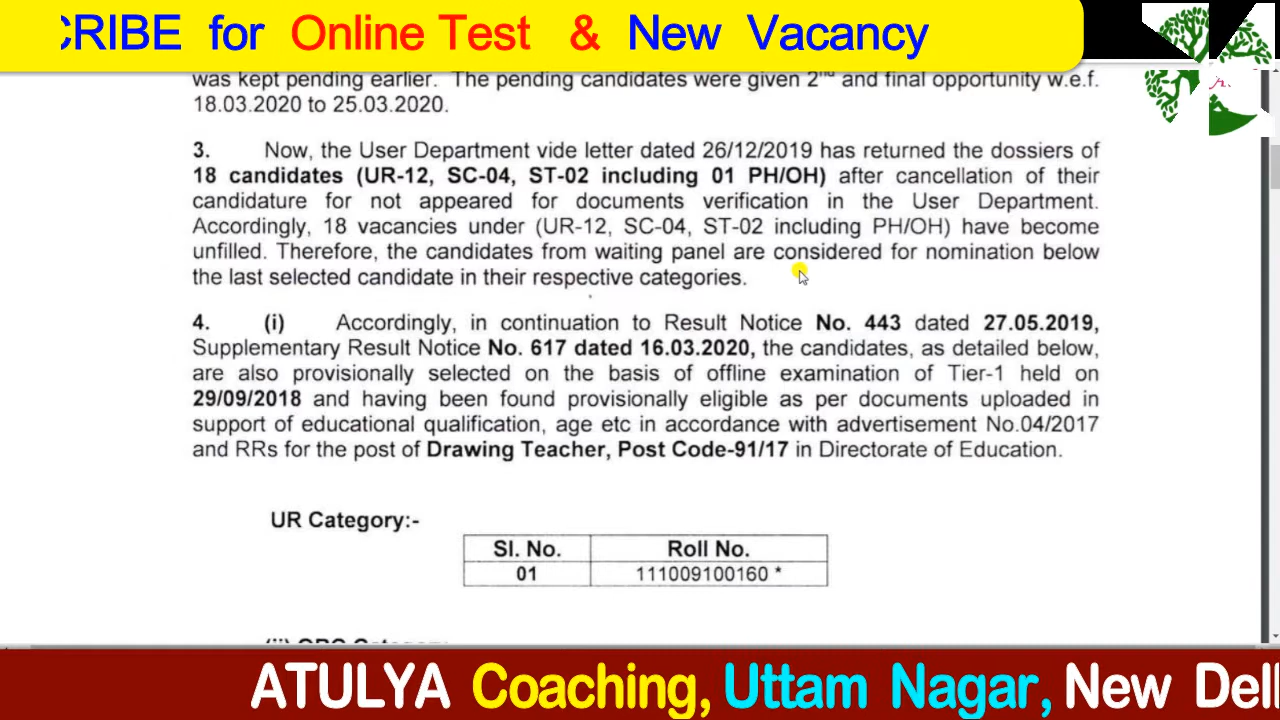 RIBE for Online Test & New Vacancy
was kept pending earlier. The pending candidates were given 2nd and final opportunity w.e.f.
18.03.2020 to 25.03.2020.
3. Now, the User Department vide letter dated 26/12/2019 has returned the dossiers of
18 candidates (UR-12, SC-04, ST-02 including 01 PH/OH) after cancellation of their
candidature for not appeared for documents verification in the User Department.
Accordingly, 18 vacancies under (UR-12, SC-04, ST-02 including PH/OH) have become
unfilled. Therefore, the candidates from waiting panel are considered for nomination below
the last selected candidate in their respective categories.
4. (i) Accordingly, in continuation to Result Notice No. 443 dated 27.05.2019,
Supplementary Result Notice No. 617 dated 16.03.2020, the candidates, as detailed below,
are also provisionally selected on the basis of offline examination of Tier-1 held on
29/09/2018 and having been found provisionally eligible as per documents uploaded in
support of educational qualification, age etc in accordance with advertisement No.04/2017
and RRs for the post of Drawing Teacher, Post Code-91/17 in Directorate of Education.
UR Category:-
Sl. No. Roll No.
01 111009100160 *
ATULYA Coaching, Uttam Nagar, New Del